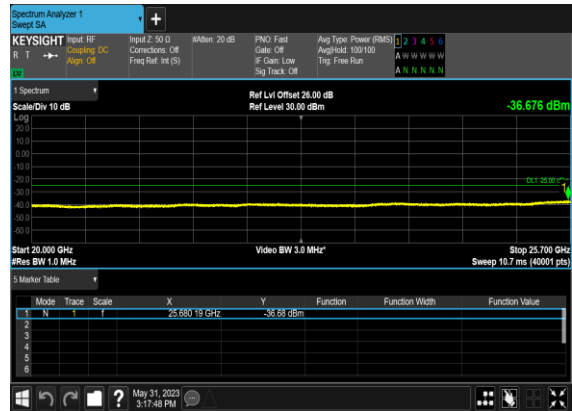 Spectrum Analyzer 1
Swept SA
+
KEYSIGHT Input: RF Input Z: 50 Ω #Atten: 20 dB PNO: Fast Avg Type: Power (RMS) 1 2 3 4 5 6
R T Coupling: DC Corrections: Off Gate: Off Avg|Hold: 100/100 A W W W W W
Align: Off Freq Ref: Int (S) IF Gain: Low Trig: Free Run
Sig Track: Off A N N N N N
1 Spectrum
Ref Lvl Offset 26.00 dB
Scale/Div 10 dB Ref Level 30.00 dBm -36.676 dBm
Log
20.0
10.0
0.00
-10.0
-20.0
DL1 -25.00
-30.0 1
-40.0
-50.0
-60.0
Start 20.000 GHz Video BW 3.0 MHz* Stop 25.700 GHz
#Res BW 1.0 MHz Sweep 10.7 ms (40001 pts)
5 Marker Table
Mode Trace Scale X Y Function Function Width Function Value
1 N 1 f 25.680 19 GHz -36.68 dBm
2
3
4
5
6
? May 31, 2023
3:17:48 PM